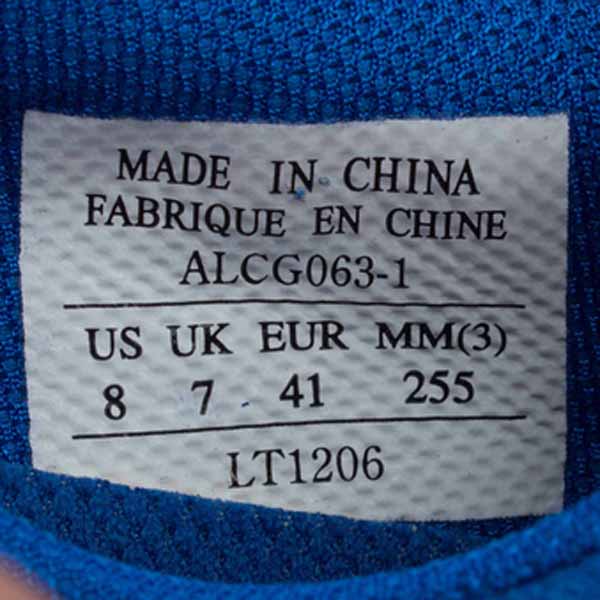 MADE IN CHINA
FABRIQUE EN CHINE
ALCG063-1
US UK EUR MM(3)
8 7 41 255
LT1206